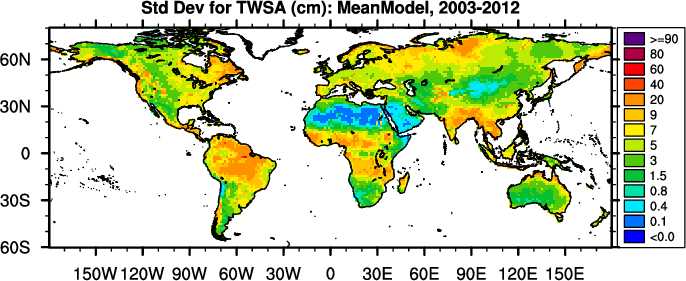 Std Dev for TWSA (cm): MeanModel, 2003-2012
60N
30N
0
30S
60S
150W 120W 90W 60W 30W 0 30E 60E 90E 120E 150E
>=90
80
60
40
20
9
7
5
3
1.5
0.8
0.4
0.1
<0.0